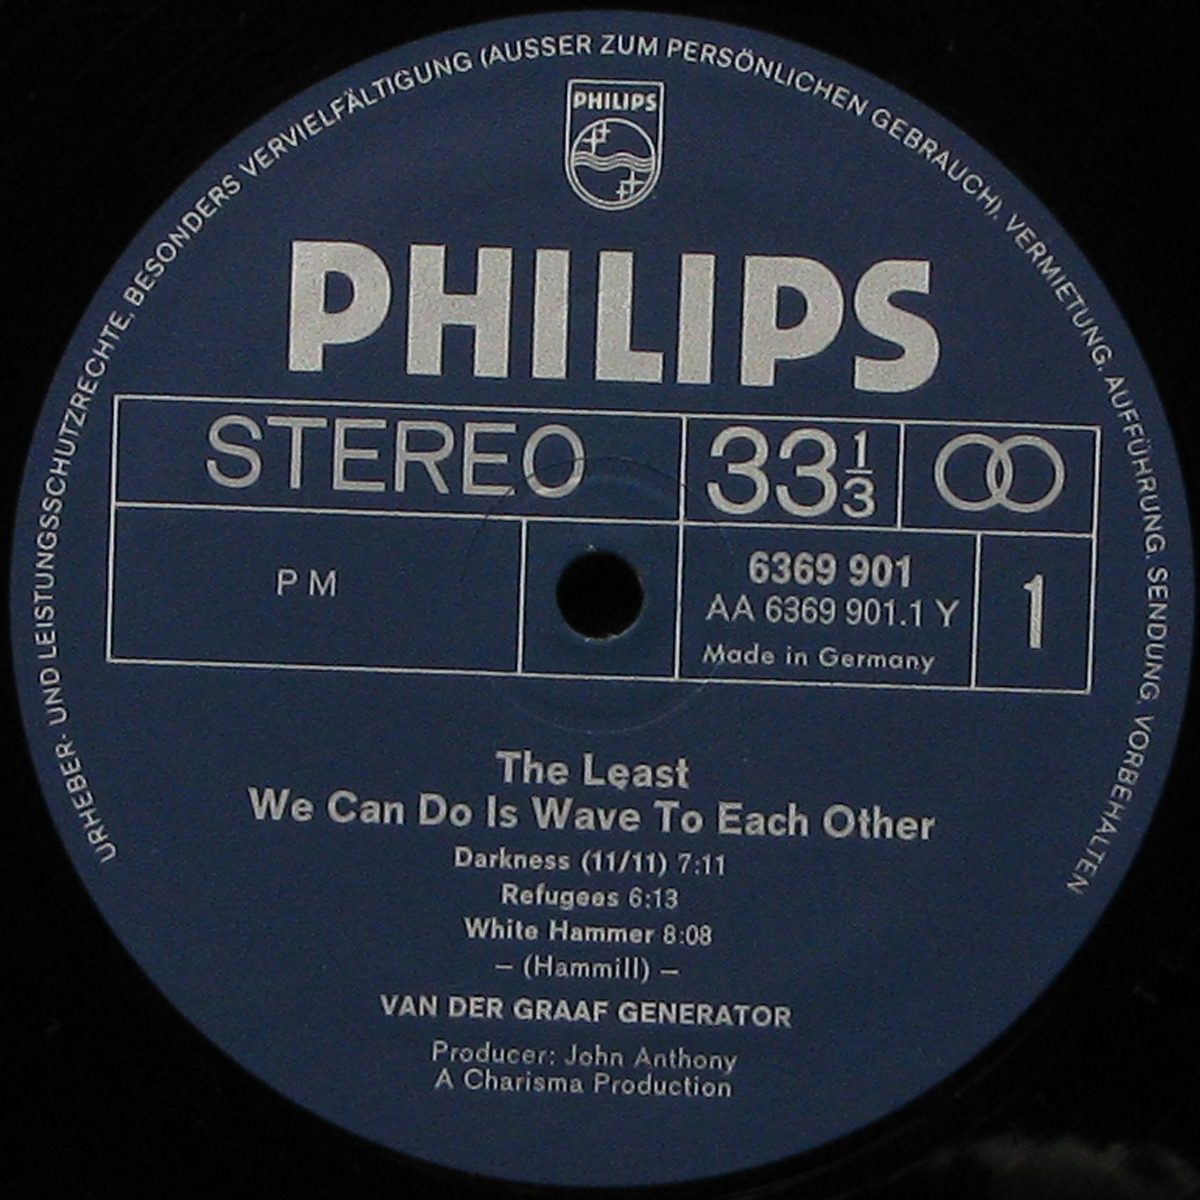 URHEBER- UND LEISTUNGSSCHUTZRECHTE, BESONDERS VERVIELFÄLTIGUNG (AUSSER ZUM PERSÖNLICHEN GEBRAUCH). VERMIETUNG. AUFFÜHRUNG. SENDUNG. VORBEHALTEN
PHILIPS
PHILIPS
STEREO 33 1/3
P M
6369 901
AA 6369 901.1 Y
Made in Germany
1
The Least
We Can Do Is Wave To Each Other
Darkness (11/11) 7:11
Refugees 6:13
White Hammer 8:08
– (Hammill) –
VAN DER GRAAF GENERATOR
Producer: John Anthony
A Charisma Production